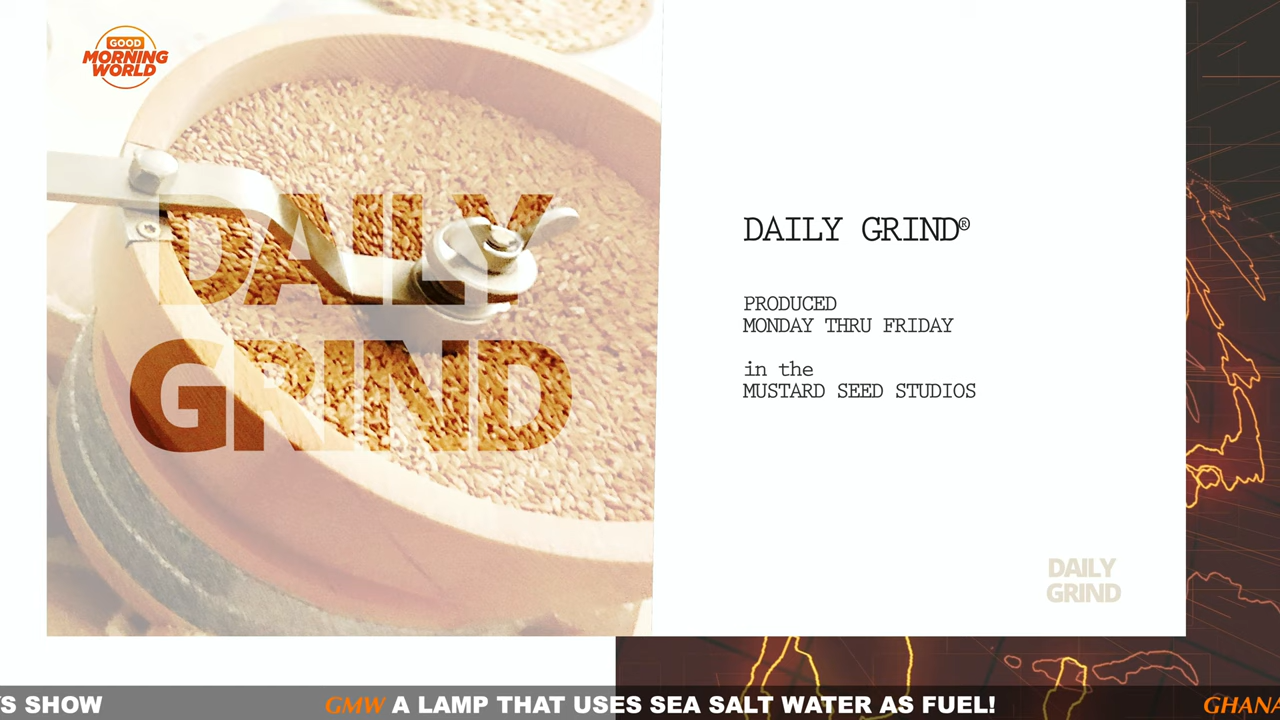 GOOD
MORNING
WORLD
DAILY
GRIND
DAILY GRIND®
PRODUCED
MONDAY THRU FRIDAY
in the
MUSTARD SEED STUDIOS
DAILY
GRIND
SHOW GMW A LAMP THAT USES SEA SALT WATER AS FUEL!